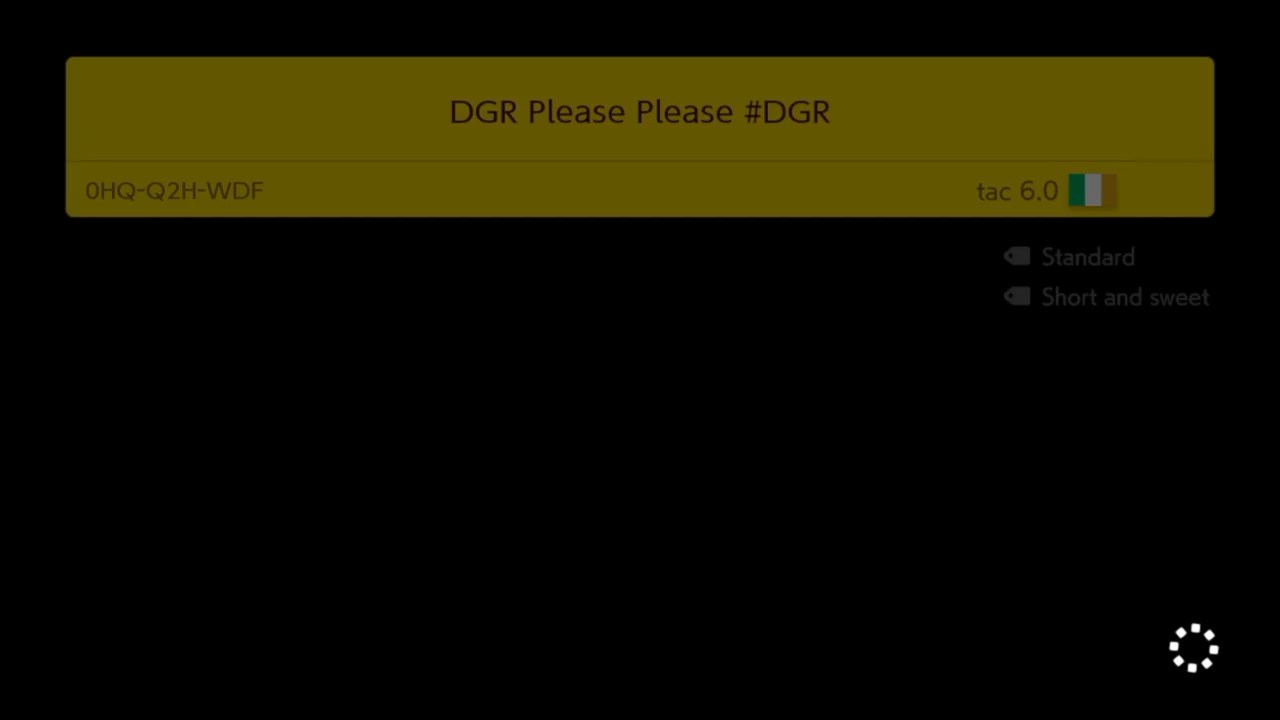 DGR Please Please #DGR
0HQ-Q2H-WDF
tac 6.0
Standard
Short and sweet